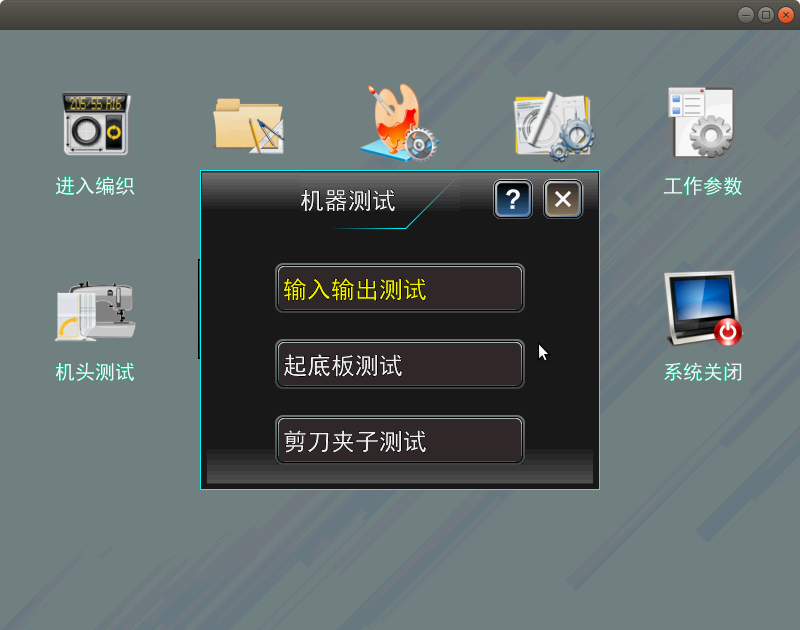 205/55 R16
进入编织
工作参数
机器测试
?
输入输出测试
起底板测试
剪刀夹子测试
机头测试
系统关闭